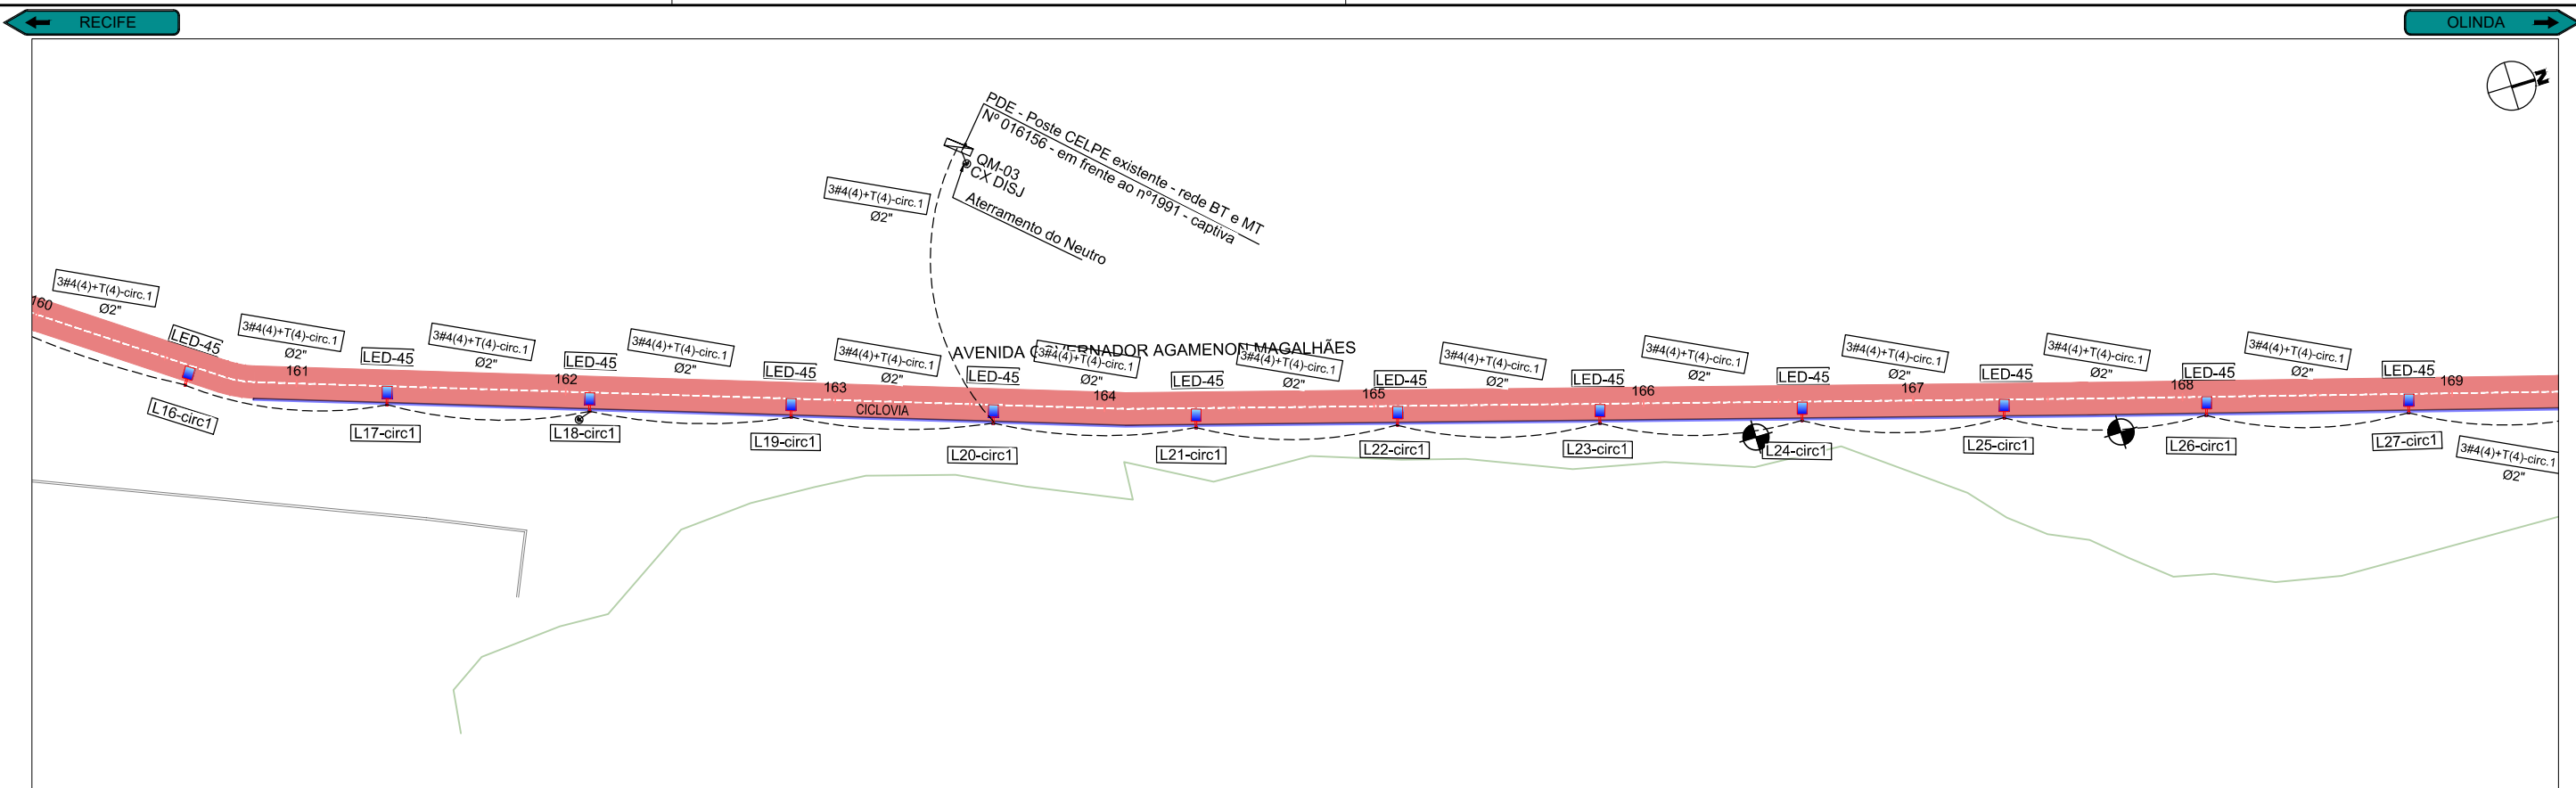 RECIFE
OLINDA
N
PDE - Poste CELPE existente - rede BT e MT
Nº 016156 - em frente ao nº1991 - captiva
QM-03
CX DISJ
Aterramento do Neutro
3#4(4)+T(4)-circ.1
Ø2"
3#4(4)+T(4)-circ.1
Ø2"
3#4(4)+T(4)-circ.1
Ø2"
3#4(4)+T(4)-circ.1
Ø2"
3#4(4)+T(4)-circ.1
Ø2"
3#4(4)+T(4)-circ.1
Ø2"
AVENIDA GOVERNADOR AGAMENON MAGALHÃES
3#4(4)+T(4)-circ.1
Ø2"
3#4(4)+T(4)-circ.1
Ø2"
3#4(4)+T(4)-circ.1
Ø2"
3#4(4)+T(4)-circ.1
Ø2"
3#4(4)+T(4)-circ.1
Ø2"
3#4(4)+T(4)-circ.1
Ø2"
3#4(4)+T(4)-circ.1
Ø2"
LED-45
LED-45
LED-45
LED-45
LED-45
LED-45
LED-45
LED-45
LED-45
LED-45
LED-45
LED-45
160
161
162
163
164
165
166
167
168
169
CICLOVIA
L16-circ1
L17-circ1
L18-circ1
L19-circ1
L20-circ1
L21-circ1
L22-circ1
L23-circ1
L24-circ1
L25-circ1
L26-circ1
L27-circ1
3#4(4)+T(4)-circ.1
Ø2"